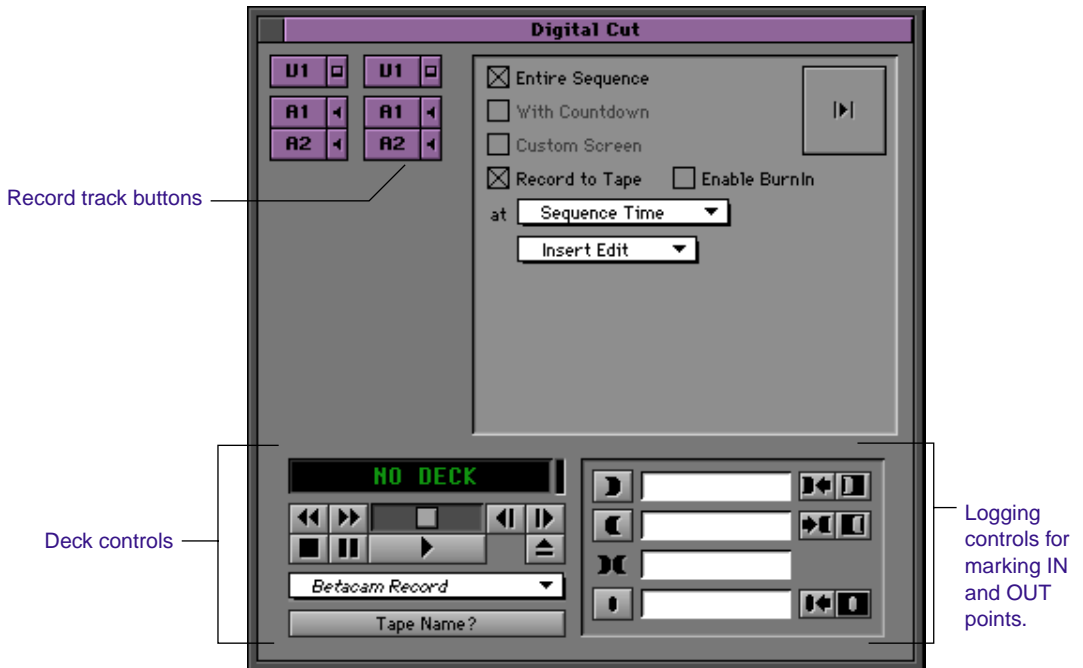 Digital Cut
V1 V1
A1 A1
A2 A2
Entire Sequence
With Countdown
Custom Screen
Record to Tape Enable BurnIn
at Sequence Time
Insert Edit
Record track buttons
NO DECK
Betacam Record
Tape Name?
Deck controls
Logging
controls for
marking IN
and OUT
points.